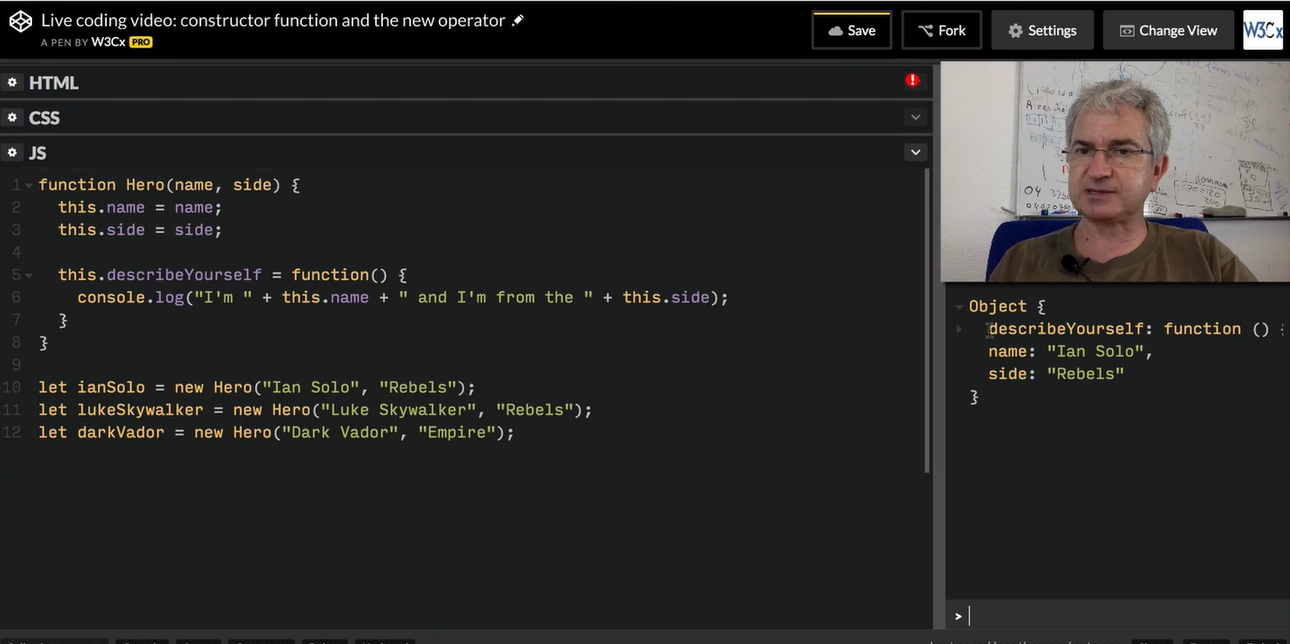 Live coding video: constructor function and the new operator
A PEN BY W3Cx PRO
Save
Fork
Settings
Change View
W3Cx
HTML
CSS
JS
1 function Hero(name, side) {
2 this.name = name;
3 this.side = side;
4
5 this.describeYourself = function() {
6 console.log("I'm " + this.name + " and I'm from the " + this.side);
7 }
8 }
9
10 let ianSolo = new Hero("Ian Solo", "Rebels");
11 let lukeSkywalker = new Hero("Luke Skywalker", "Rebels");
12 let darkVador = new Hero("Dark Vador", "Empire");
Object {
describeYourself: function () {
name: "Ian Solo",
side: "Rebels"
}
>